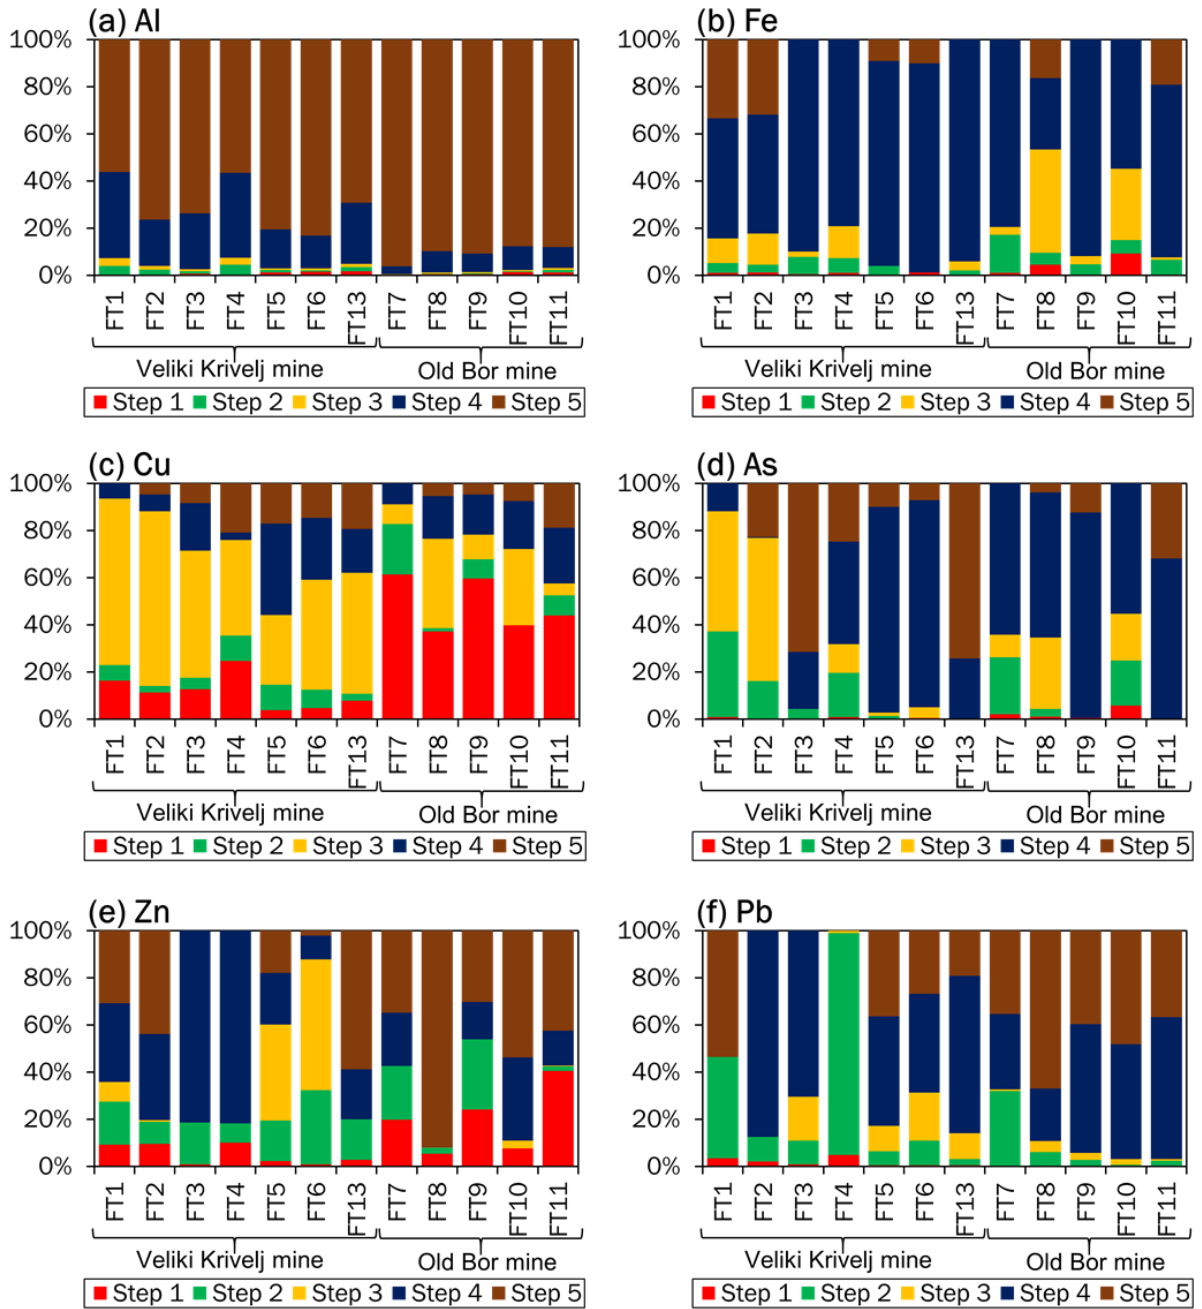 (a) Al
100%
80%
60%
40%
20%
0%
FT1 FT2 FT3 FT4 FT5 FT6 FT13 FT7 FT8 FT9 FT10 FT11
Veliki Krivelj mine Old Bor mine
Step 1 Step 2 Step 3 Step 4 Step 5
(b) Fe
100%
80%
60%
40%
20%
0%
FT1 FT2 FT3 FT4 FT5 FT6 FT13 FT7 FT8 FT9 FT10 FT11
Veliki Krivelj mine Old Bor mine
Step 1 Step 2 Step 3 Step 4 Step 5
(c) Cu
100%
80%
60%
40%
20%
0%
FT1 FT2 FT3 FT4 FT5 FT6 FT13 FT7 FT8 FT9 FT10 FT11
Veliki Krivelj mine Old Bor mine
Step 1 Step 2 Step 3 Step 4 Step 5
(d) As
100%
80%
60%
40%
20%
0%
FT1 FT2 FT3 FT4 FT5 FT6 FT13 FT7 FT8 FT9 FT10 FT11
Veliki Krivelj mine Old Bor mine
Step 1 Step 2 Step 3 Step 4 Step 5
(e) Zn
100%
80%
60%
40%
20%
0%
FT1 FT2 FT3 FT4 FT5 FT6 FT13 FT7 FT8 FT9 FT10 FT11
Veliki Krivelj mine Old Bor mine
Step 1 Step 2 Step 3 Step 4 Step 5
(f) Pb
100%
80%
60%
40%
20%
0%
FT1 FT2 FT3 FT4 FT5 FT6 FT13 FT7 FT8 FT9 FT10 FT11
Veliki Krivelj mine Old Bor mine
Step 1 Step 2 Step 3 Step 4 Step 5